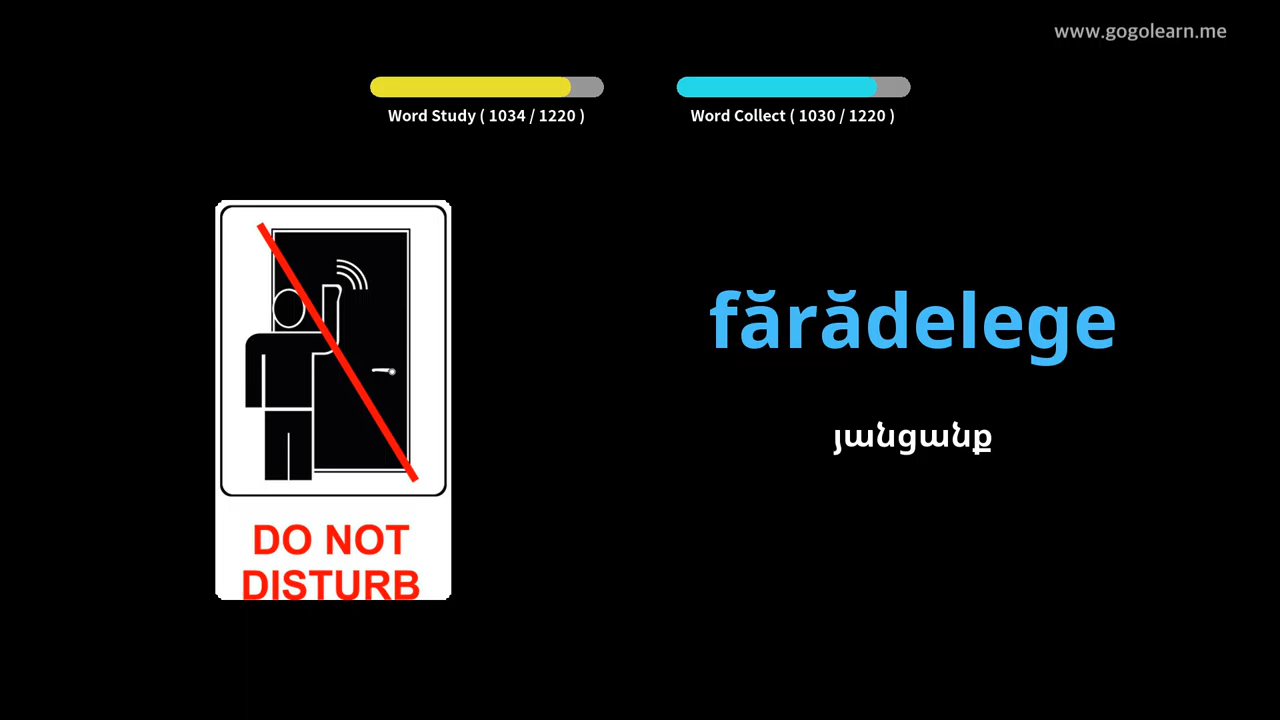 www.gogolearn.me
Word Study ( 1034 / 1220 )
Word Collect ( 1030 / 1220 )
DO NOT
DISTURB
fărădelege
յանցանք